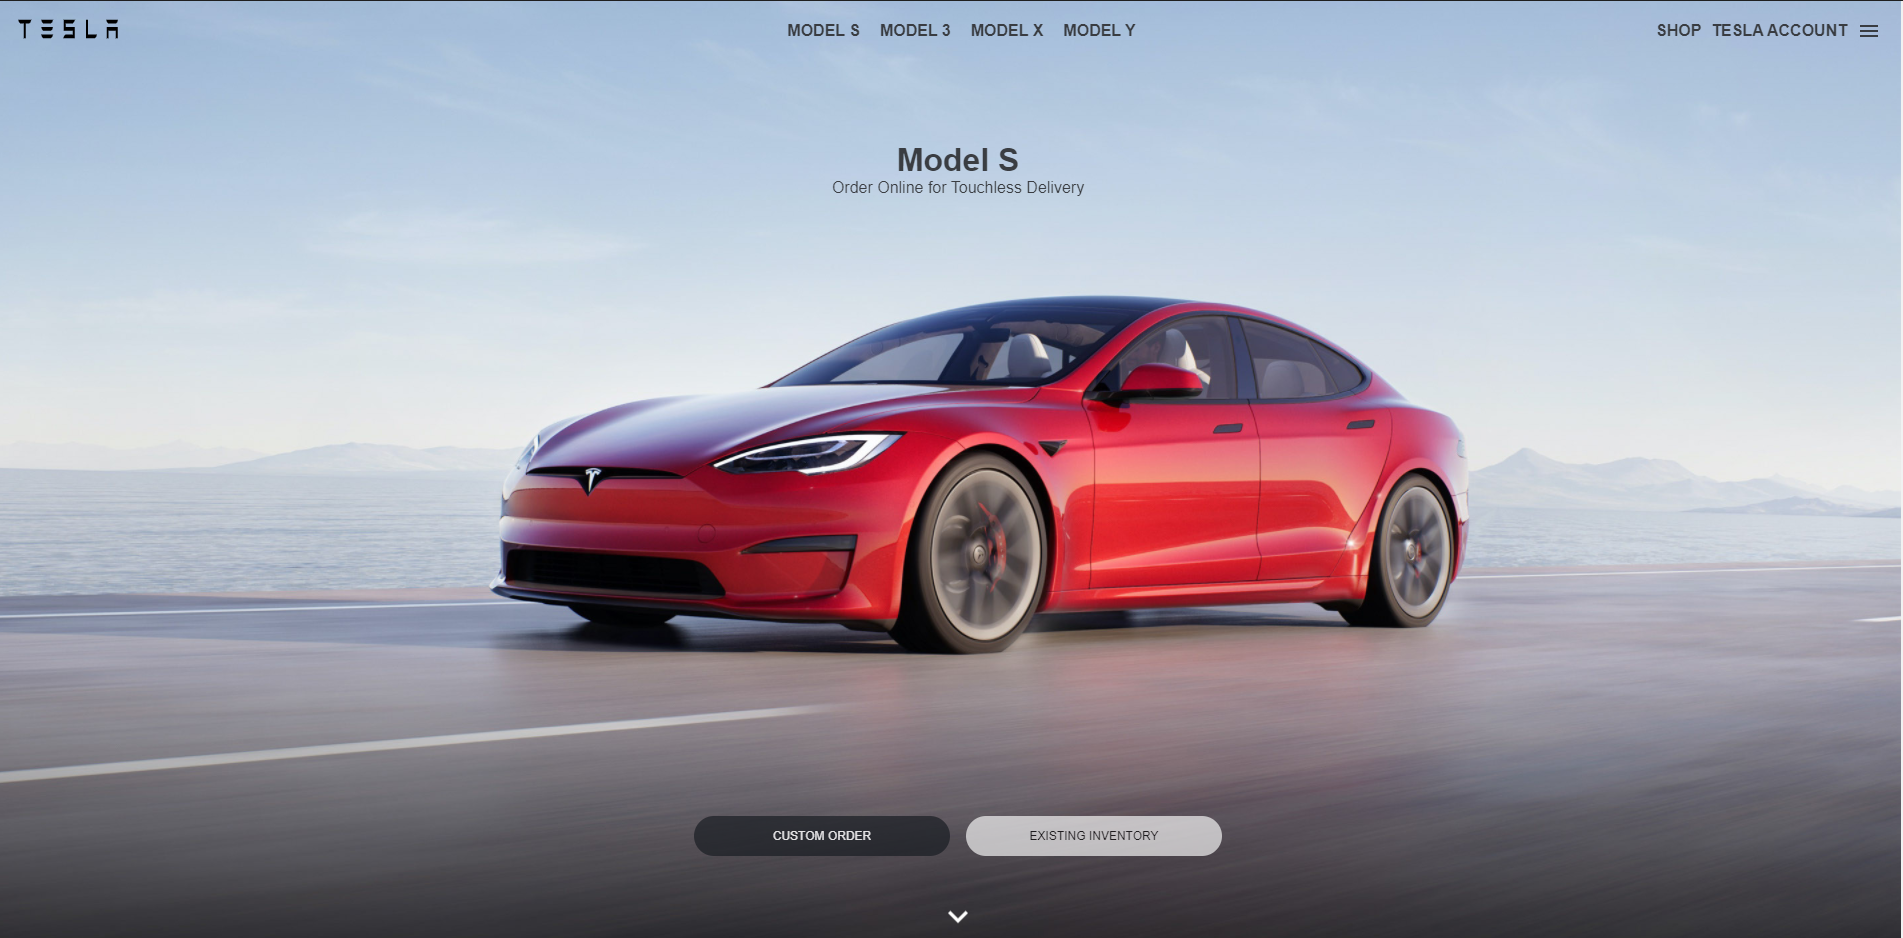 TESLA
MODEL S MODEL 3 MODEL X MODEL Y
SHOP TESLA ACCOUNT
Model S
Order Online for Touchless Delivery
CUSTOM ORDER
EXISTING INVENTORY